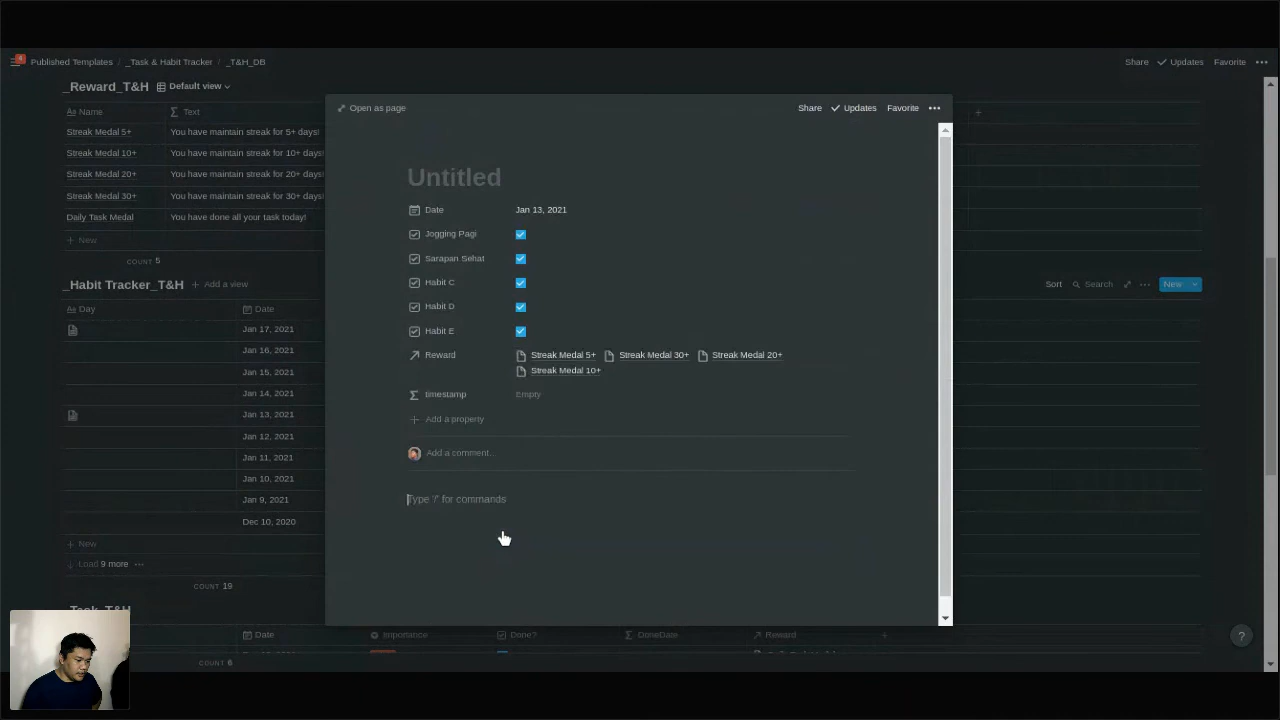 4
Published Templates / _Task & Habit Tracker / _T&H_DB
Share Updates Favorite
_Reward_T&H Default view
Aa Name Σ Text
Streak Medal 5+ You have maintain streak for 5+ days!
Streak Medal 10+ You have maintain streak for 10+ days!
Streak Medal 20+ You have maintain streak for 20+ days!
Streak Medal 30+ You have maintain streak for 30+ days!
Daily Task Medal You have done all your task today!
+ New
COUNT 5
_Habit Tracker_T&H + Add a view
Sort Search New
Aa Day Date
Jan 17, 2021
Jan 16, 2021
Jan 15, 2021
Jan 14, 2021
Jan 13, 2021
Jan 12, 2021
Jan 11, 2021
Jan 10, 2021
Jan 9, 2021
Dec 10, 2020
+ New
Load 9 more
COUNT 19
Task_T&H
Date Importance Done? Σ DoneDate Reward +
COUNT 6
Open as page
Share Updates Favorite
Untitled
Date Jan 13, 2021
Jogging Pagi
Sarapan Sehat
Habit C
Habit D
Habit E
Reward Streak Medal 5+ Streak Medal 30+ Streak Medal 20+
Streak Medal 10+
Σ timestamp Empty
+ Add a property
Add a comment...
Type '/' for commands
?